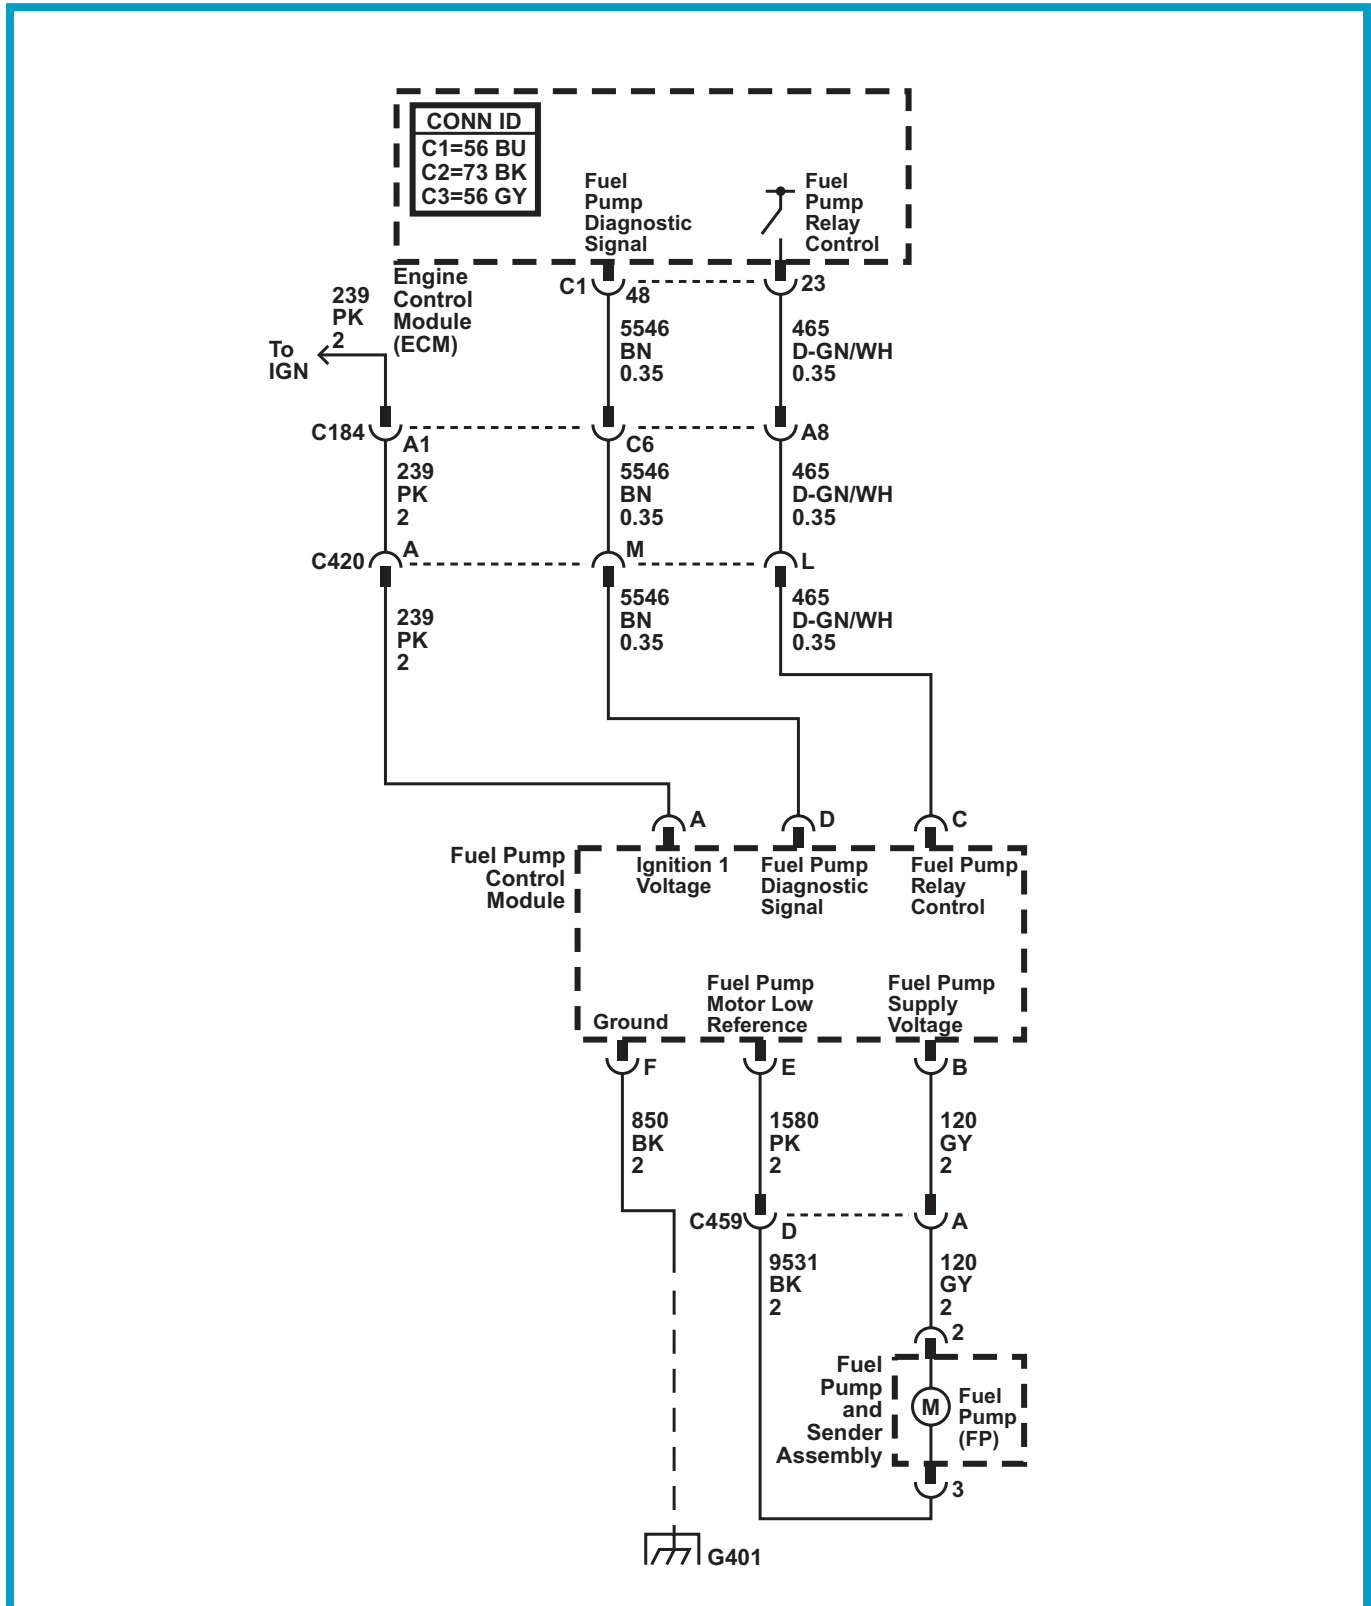 CONN ID
C1=56 BU
C2=73 BK
C3=56 GY
Fuel
Pump
Diagnostic
Signal
Fuel
Pump
Relay
Control
Engine
Control
Module
(ECM)
C1
48
23
239
PK
2
To
IGN
5546
BN
0.35
465
D-GN/WH
0.35
C184
A1
C6
A8
239
PK
2
5546
BN
0.35
465
D-GN/WH
0.35
C420
A
M
L
239
PK
2
5546
BN
0.35
465
D-GN/WH
0.35
A
D
C
Fuel Pump
Control
Module
Ignition 1
Voltage
Fuel Pump
Diagnostic
Signal
Fuel Pump
Relay
Control
Ground
Fuel Pump
Motor Low
Reference
Fuel Pump
Supply
Voltage
F
E
B
850
BK
2
1580
PK
2
120
GY
2
C459
D
A
9531
BK
2
120
GY
2
2
Fuel
Pump
and
Sender
Assembly
M
Fuel
Pump
(FP)
3
G401